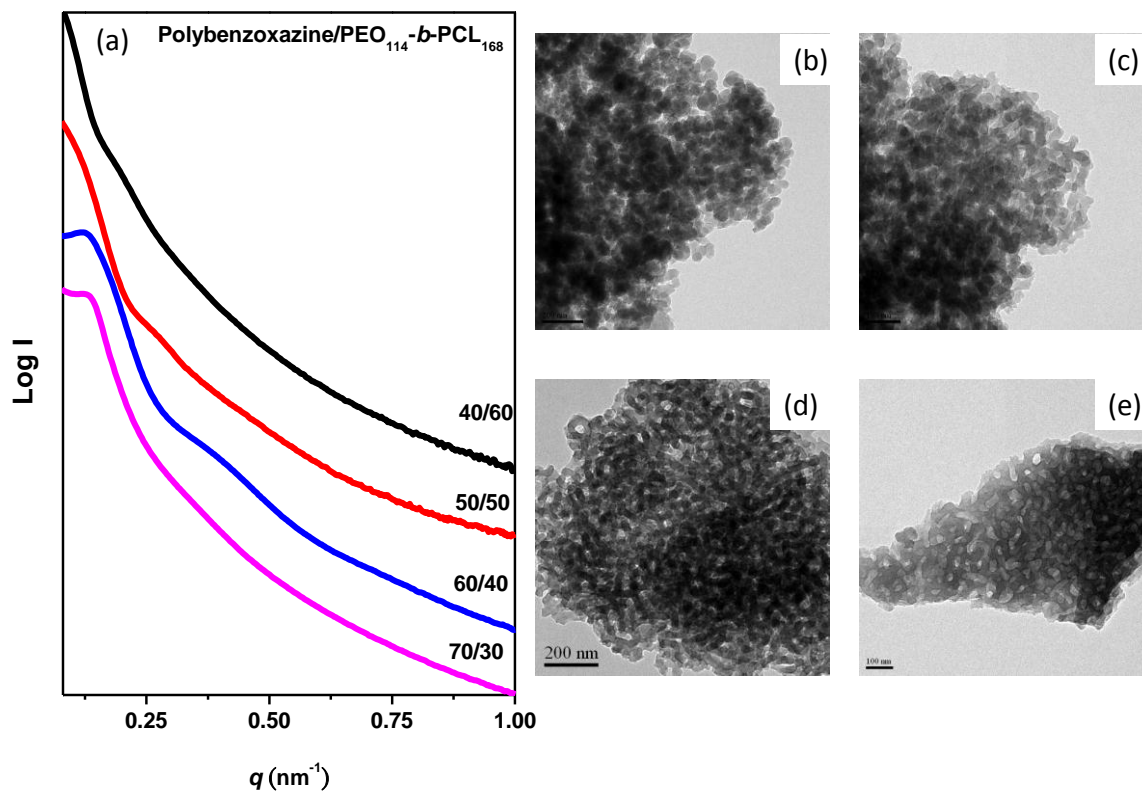 (a) Polybenzoxazine/PEO₁₁₄-b-PCL₁₆₈
Log I
40/60
50/50
60/40
70/30
0.25 0.50 0.75 1.00
q (nm⁻¹)
(b)
(c)
(d)
200 nm
(e)
100 nm